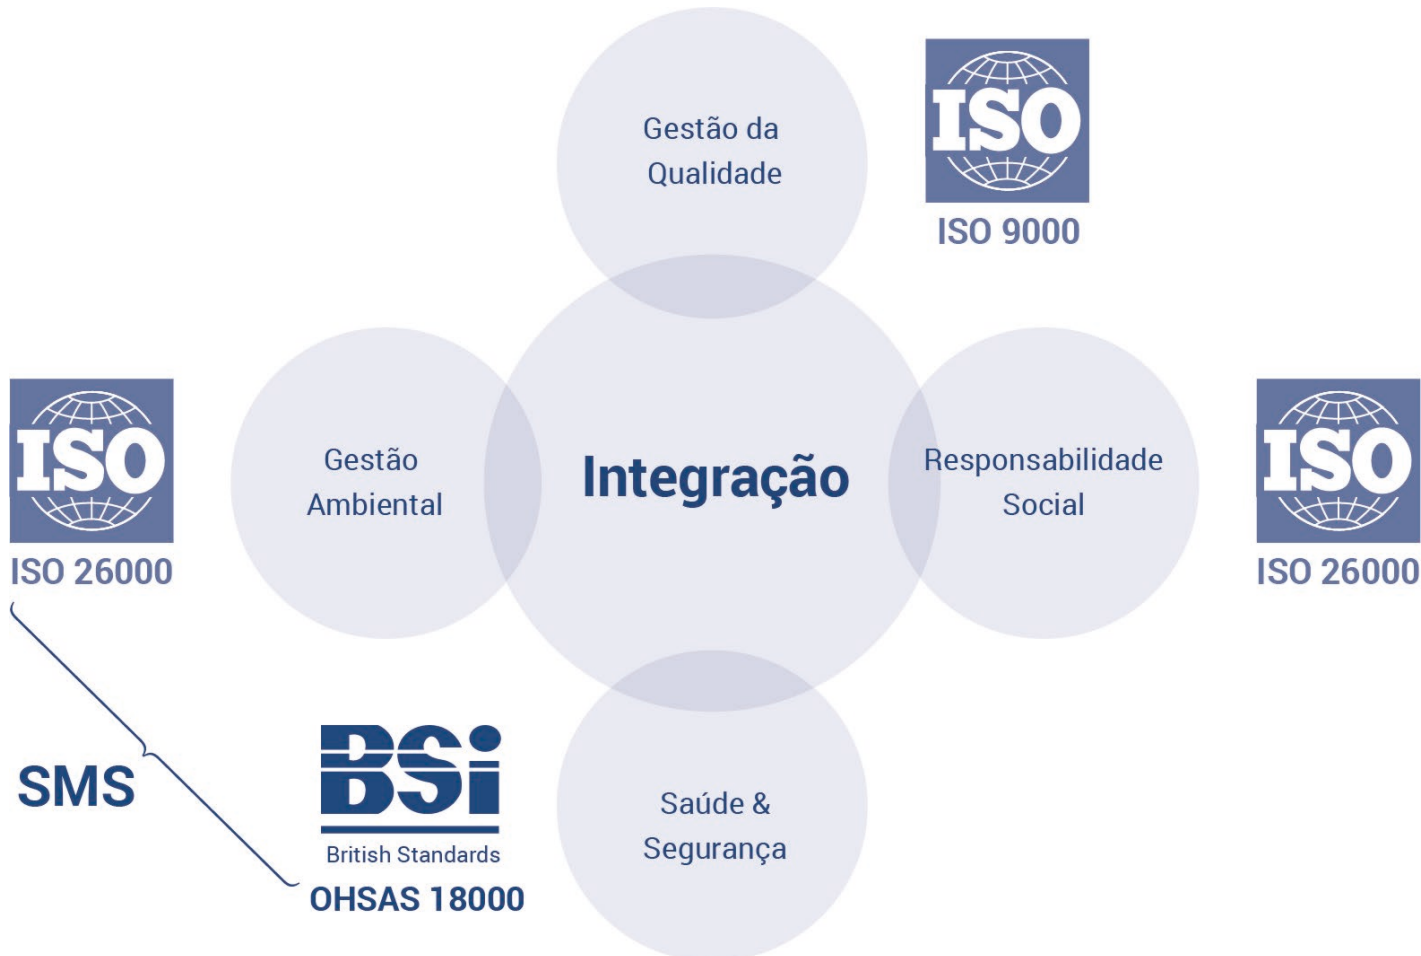 Gestão da
Qualidade
ISO
ISO 9000
ISO
ISO 26000
Gestão
Ambiental
Integração
Responsabilidade
Social
ISO
ISO 26000
SMS
BSi
British Standards
OHSAS 18000
Saúde &
Segurança